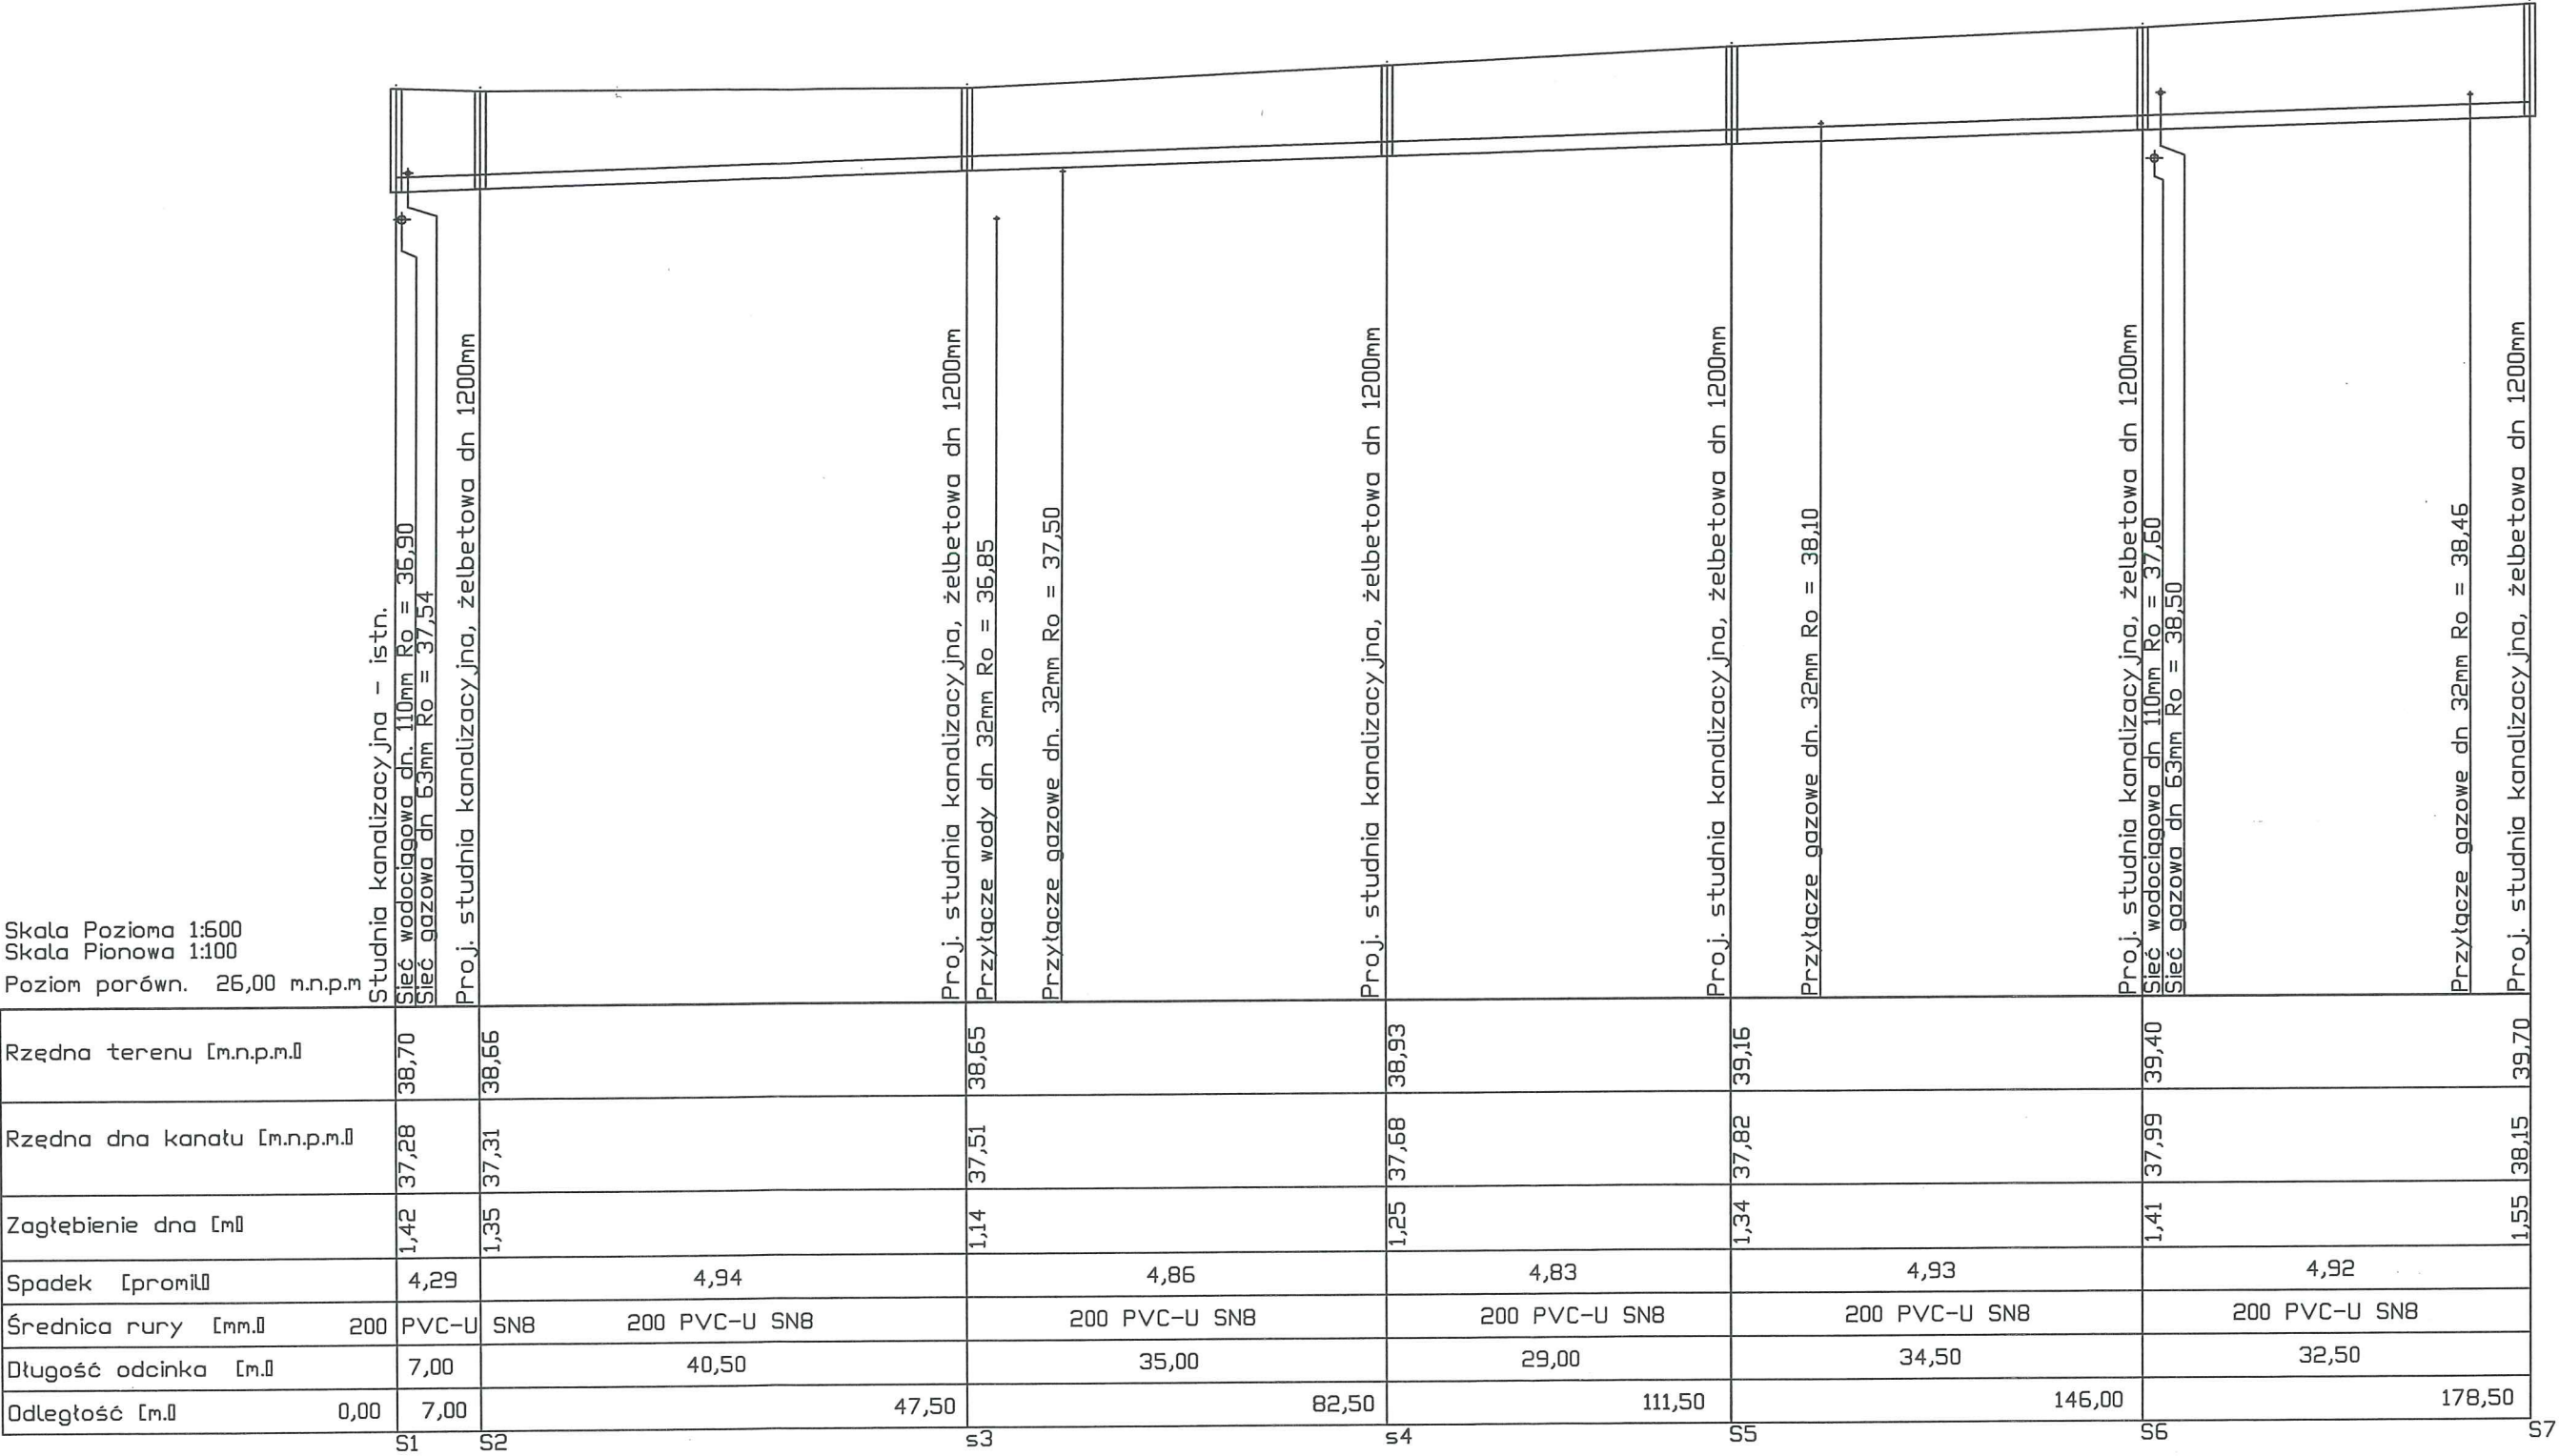 Studnia kanalizacyjna - istn.
Sieć wodociągowa dn. 110mm Ro = 36,90
Sieć gazowa dn 63mm Ro = 37,54
Proj. studnia kanalizacyjna, żelbetowa dn 1200mm
Proj. studnia kanalizacyjna, żelbetowa dn 1200mm
Przyłącze wody dn 32mm Ro = 36,85
Przyłącze gazowe dn. 32mm Ro = 37,50
Proj. studnia kanalizacyjna, żelbetowa dn 1200mm
Proj. studnia kanalizacyjna, żelbetowa dn 1200mm
Przyłącze gazowe dn. 32mm Ro = 38,10
Proj. studnia kanalizacyjna, żelbetowa dn 1200mm
Sieć wodociągowa dn 110m Ro = 37,60
Sieć gazowa dn 63mm Ro = 38,50
Przyłącze gazowe dn 32mm Ro = 38,46
Proj. studnia kanalizacyjna, żelbetowa dn 1200mm
Skala Pozioma 1:600
Skala Pionowa 1:100
Poziom porówn. 26,00 m.n.p.m
Rzędna terenu [m.n.p.m.] 38,70 38,66 38,65 38,93 39,16 39,40 39,70
Rzędna dna kanału [m.n.p.m.] 37,28 37,31 37,51 37,68 37,82 37,99 38,15
Zagłębienie dna [m] 1,42 1,35 1,14 1,25 1,34 1,41 1,55
Spadek [promil] 4,29 4,94 4,86 4,83 4,93 4,92
Średnica rury [mm.] 200 PVC-U SN8 200 PVC-U SN8 200 PVC-U SN8 200 PVC-U SN8 200 PVC-U SN8 200 PVC-U SN8
Długość odcinka [m.] 7,00 40,50 35,00 29,00 34,50 32,50
Odległość [m.] 0,00 7,00 47,50 82,50 111,50 146,00 178,50
S1 S2 s3 s4 S5 S6 S7